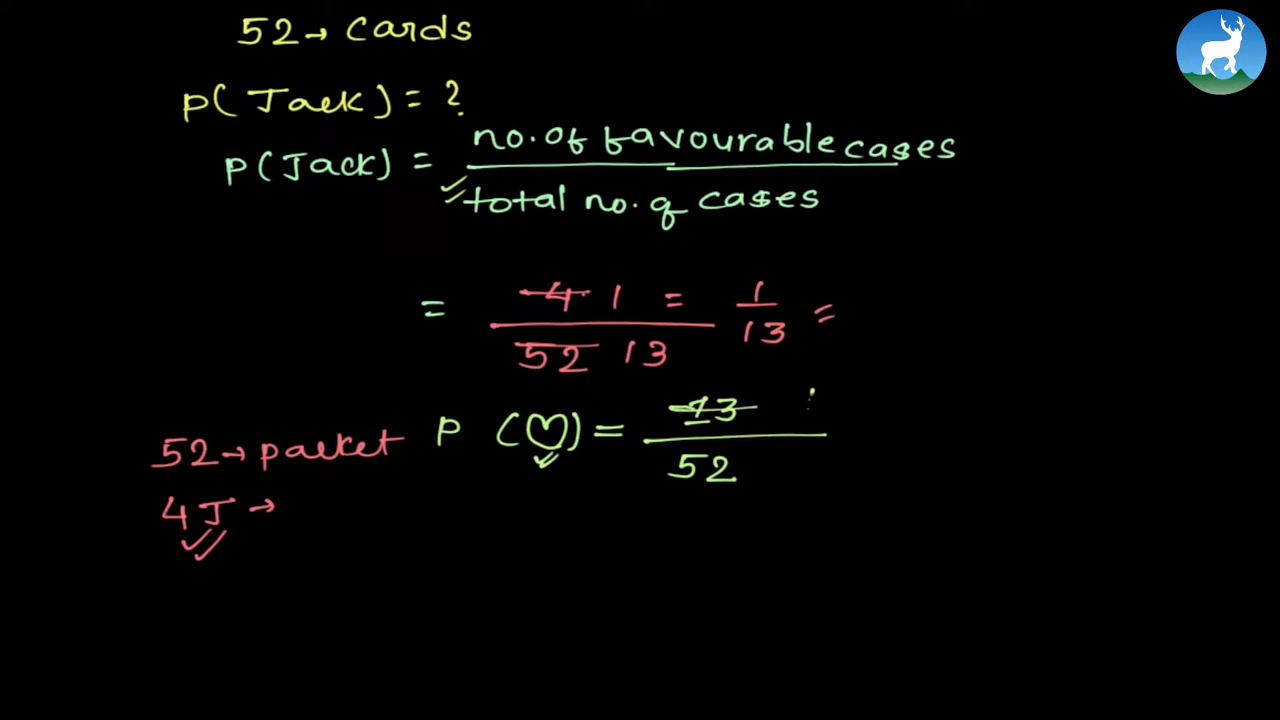 52 → cards
P(Jack) = ?
P(Jack) = no. of favourable cases
total no. of cases
= 4 1 = 1 =
52 13 13
P (♡) = 13
52
52 → packet
4 J →